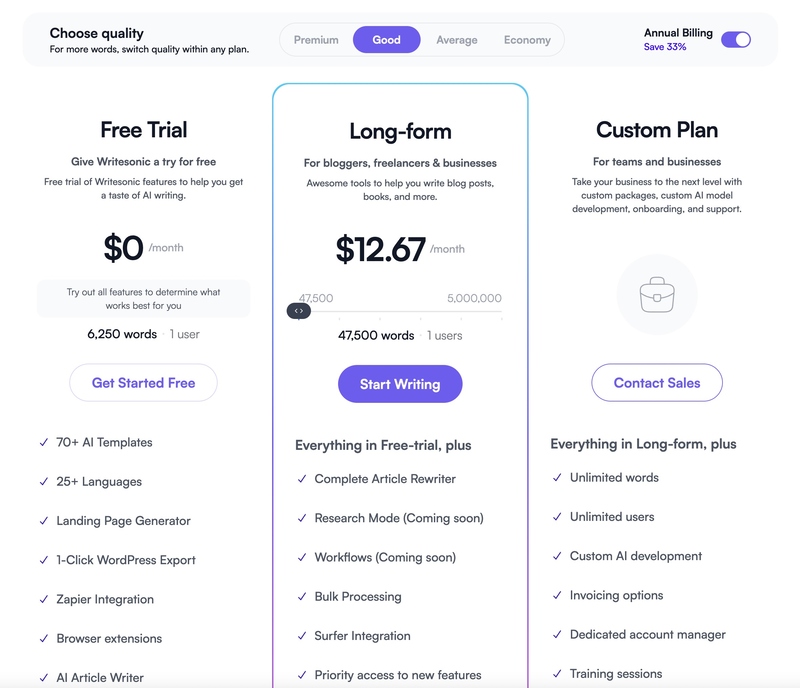 Choose quality
For more words, switch quality within any plan.
Premium
Good
Average
Economy
Annual Billing
Save 33%
Free Trial
Give Writesonic a try for free
Free trial of Writesonic features to help you get
a taste of AI writing.
$0 /month
Try out all features to determine what
works best for you
6,250 words · 1 user
Get Started Free
70+ AI Templates
25+ Languages
Landing Page Generator
1-Click WordPress Export
Zapier Integration
Browser extensions
AI Article Writer
Long-form
For bloggers, freelancers & businesses
Awesome tools to help you write blog posts,
books, and more.
$12.67 /month
47,500
5,000,000
47,500 words · 1 users
Start Writing
Everything in Free-trial, plus
Complete Article Rewriter
Research Mode (Coming soon)
Workflows (Coming soon)
Bulk Processing
Surfer Integration
Priority access to new features
Custom Plan
For teams and businesses
Take your business to the next level with
custom packages, custom AI model
development, onboarding, and support.
Contact Sales
Everything in Long-form, plus
Unlimited words
Unlimited users
Custom AI development
Invoicing options
Dedicated account manager
Training sessions